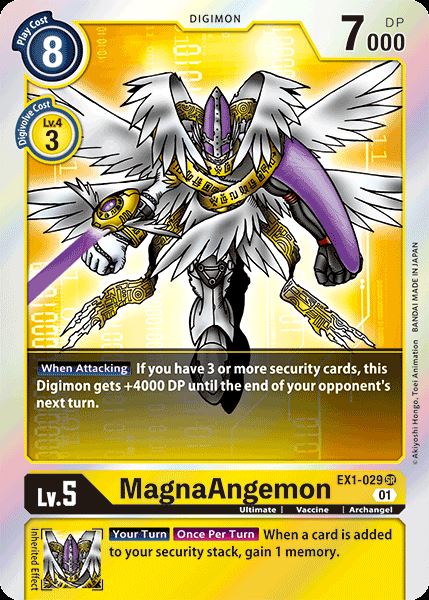 Play Cost
8
DIGIMON
7000
DP
Digivolve Cost
Lv.4
3
© Akiyoshi Hongo, Toei Animation BANDAI MADE IN JAPAN
When Attacking If you have 3 or more security cards, this
Digimon gets +4000 DP until the end of your opponent's
next turn.
EX1-029 SR
Lv.5
MagnaAngemon
01
Ultimate | Vaccine | Archangel
Inherited Effect
Your Turn Once Per Turn When a card is added
to your security stack, gain 1 memory.